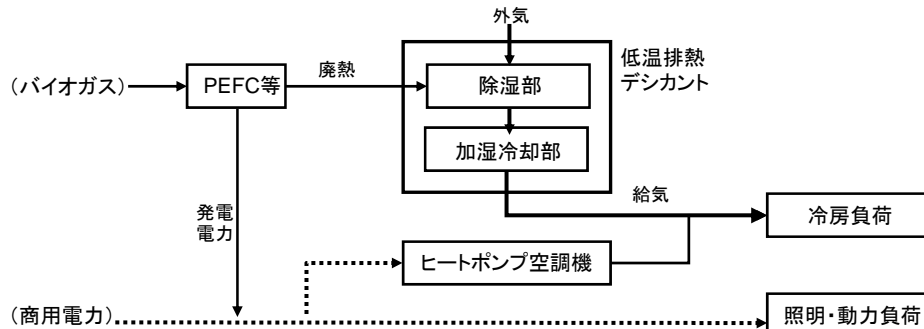 外気
低温排熱
デシカント
(バイオガス)
PEFC等
廃熱
除湿部
加湿冷却部
給気
冷房負荷
発電
電力
ヒートポンプ空調機
(商用電力)
照明・動力負荷